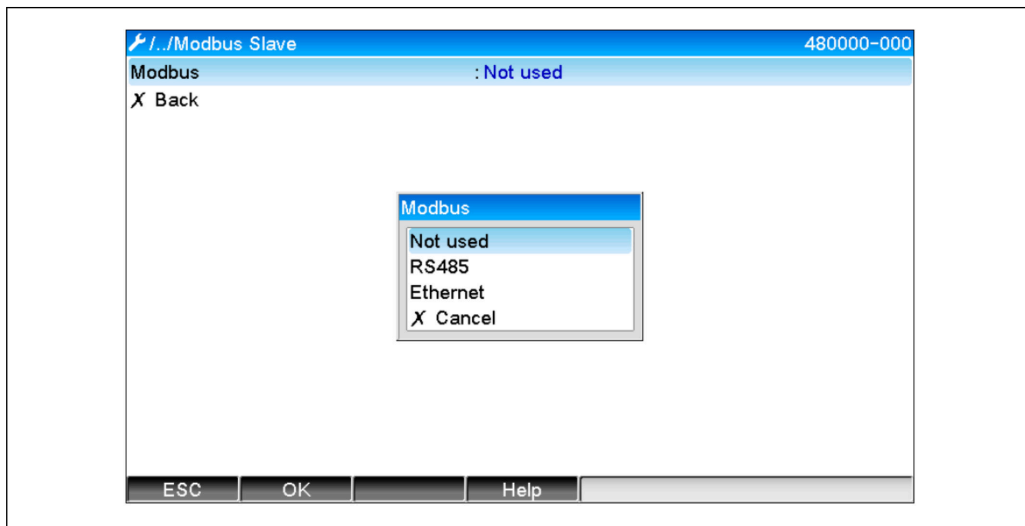 /../Modbus Slave 480000-000
Modbus : Not used
X Back
Modbus
Not used
RS485
Ethernet
X Cancel
ESC OK Help